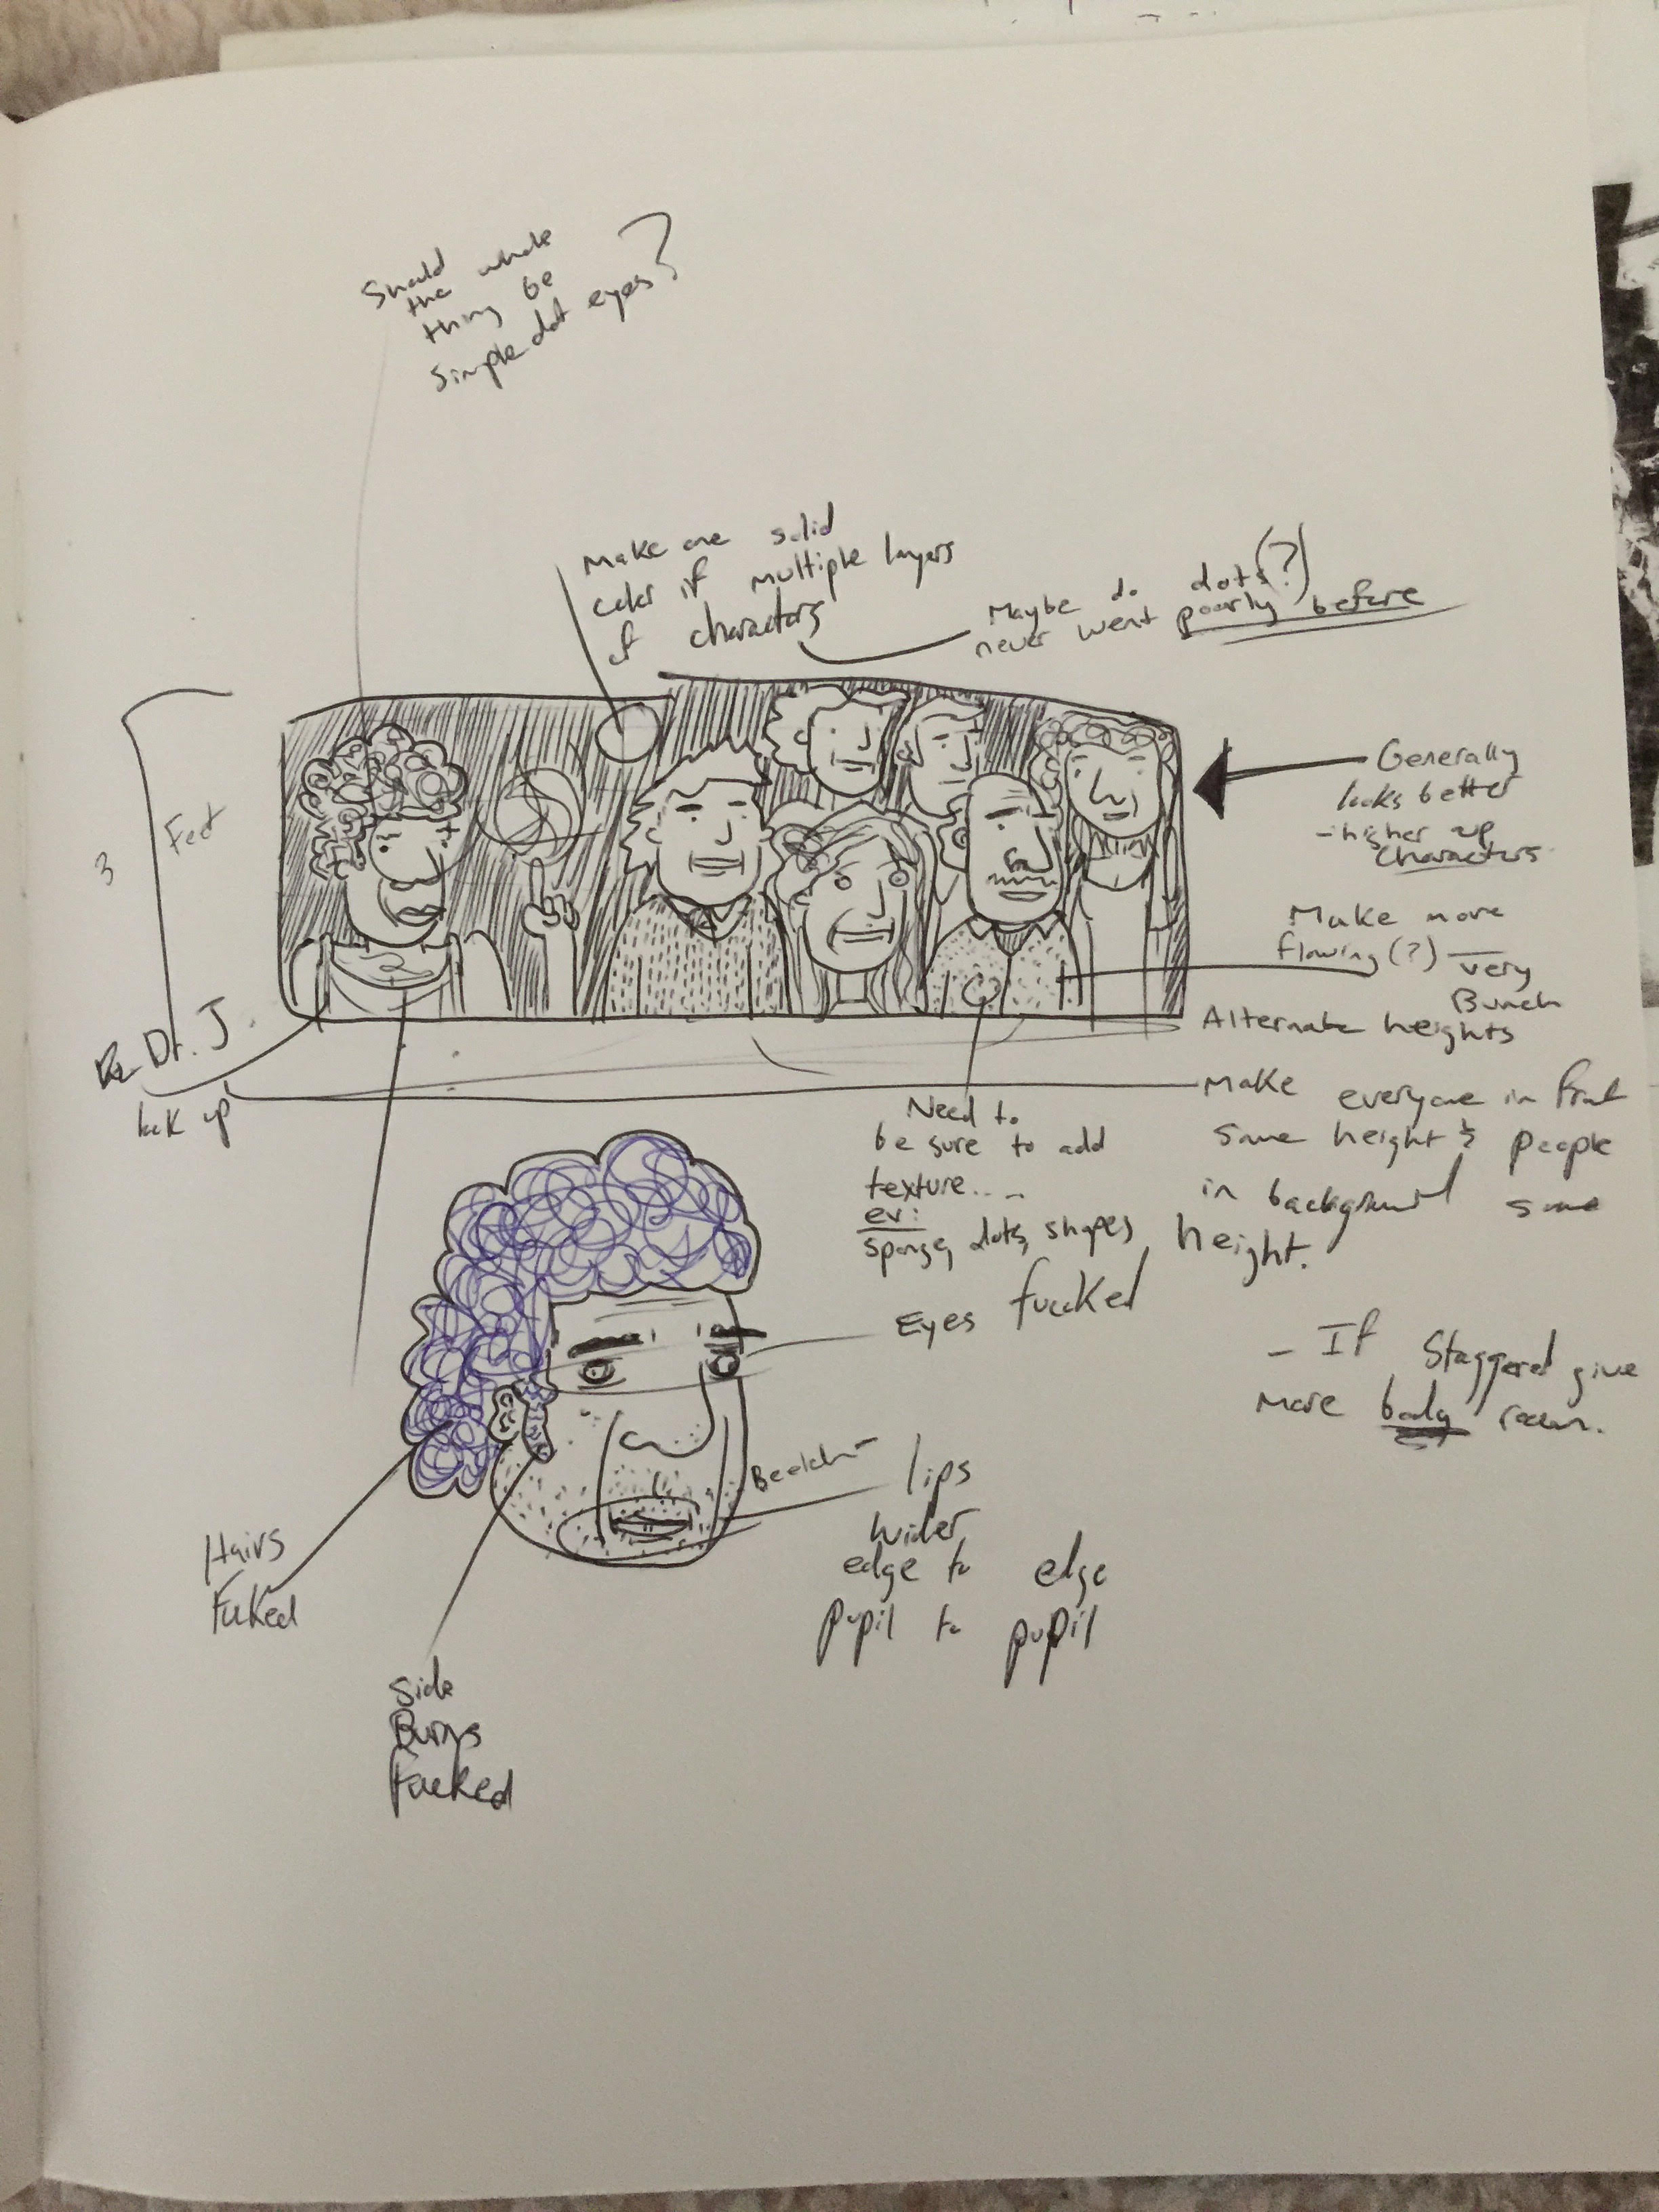 Should
the whole
thing be
simple dot eyes?
Make one solid
color if multiple layers
of characters
Maybe do dots(?)
never went poorly before
3 Feet
Generally
looks better
- higher up
characters
Make more
flowing(?) very
Bunch
Alternate heights
Dr. J
look up
Make everyone in front
same height & people
in background same
height.
Need to
be sure to add
texture...
ex:
sponge, dots, shapes
Eyes fucked
- If staggered give
more body room.
lips
wider
edge to edge
pupil to pupil
Hairs
Fuked
Side
Burns
Fucked